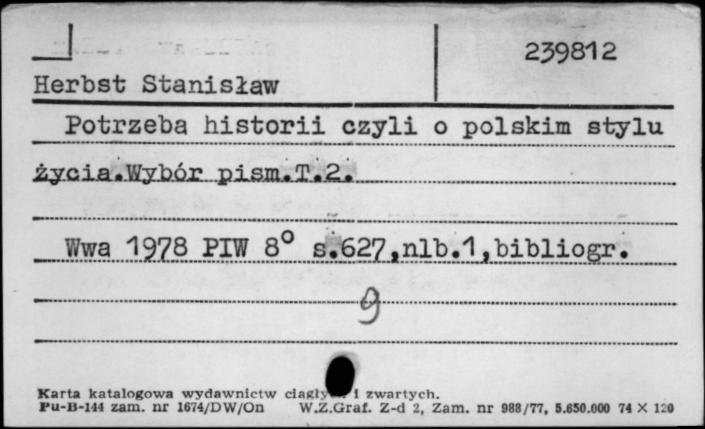 239812
Herbst Stanisław
Potrzeba historii czyli o polskim stylu
życia.Wybór pism.T.2.
Wwa 1978 PIW 8° s.627,nlb.1,bibliogr.
9
Karta katalogowa wydawnictw i zwartych.
Pu-B-144 zam. nr 1674/DW/On W.Z.Graf. Z-d 2, Zam. nr 988/77, 5.650.000 74 X 120